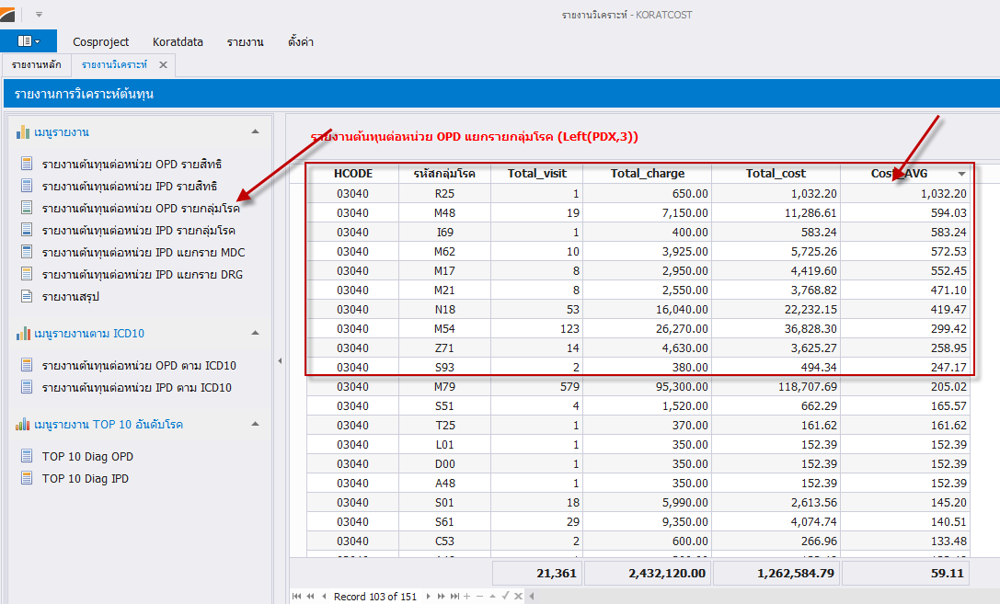 รายงานวิเคราะห์ - KORATCOST
Cosproject Koratdata รายงาน ตั้งค่า
รายงานหลัก รายงานวิเคราะห์
รายงานการวิเคราะห์ต้นทุน
เมนูรายงาน
รายงานต้นทุนต่อหน่วย OPD รายสิทธิ
รายงานต้นทุนต่อหน่วย IPD รายสิทธิ
รายงานต้นทุนต่อหน่วย OPD รายกลุ่มโรค
รายงานต้นทุนต่อหน่วย IPD รายกลุ่มโรค
รายงานต้นทุนต่อหน่วย IPD แยกราย MDC
รายงานต้นทุนต่อหน่วย IPD แยกราย DRG
รายงานสรุป
เมนูรายงานตาม ICD10
รายงานต้นทุนต่อหน่วย OPD ตาม ICD10
รายงานต้นทุนต่อหน่วย IPD ตาม ICD10
เมนูรายงาน TOP 10 อันดับโรค
TOP 10 Diag OPD
TOP 10 Diag IPD
รายงานต้นทุนต่อหน่วย OPD แยกรายกลุ่มโรค (Left(PDX,3))
HCODE รหัสกลุ่มโรค Total_visit Total_charge Total_cost Cost_AVG
03040 R25 1 650.00 1,032.20 1,032.20
03040 M48 19 7,150.00 11,286.61 594.03
03040 I69 1 400.00 583.24 583.24
03040 M62 10 3,925.00 5,725.26 572.53
03040 M17 8 2,950.00 4,419.60 552.45
03040 M21 8 2,550.00 3,768.82 471.10
03040 N18 53 16,040.00 22,232.15 419.47
03040 M54 123 26,270.00 36,828.30 299.42
03040 Z71 14 4,630.00 3,625.27 258.95
03040 S93 2 380.00 494.34 247.17
03040 M79 579 95,300.00 118,707.69 205.02
03040 S51 4 1,520.00 662.29 165.57
03040 T25 1 370.00 161.62 161.62
03040 L01 1 350.00 152.39 152.39
03040 D00 1 350.00 152.39 152.39
03040 A48 1 350.00 152.39 152.39
03040 S01 18 5,990.00 2,613.56 145.20
03040 S61 29 9,350.00 4,074.74 140.51
03040 C53 2 600.00 266.96 133.48
21,361 2,432,120.00 1,262,584.79 59.11
Record 103 of 151